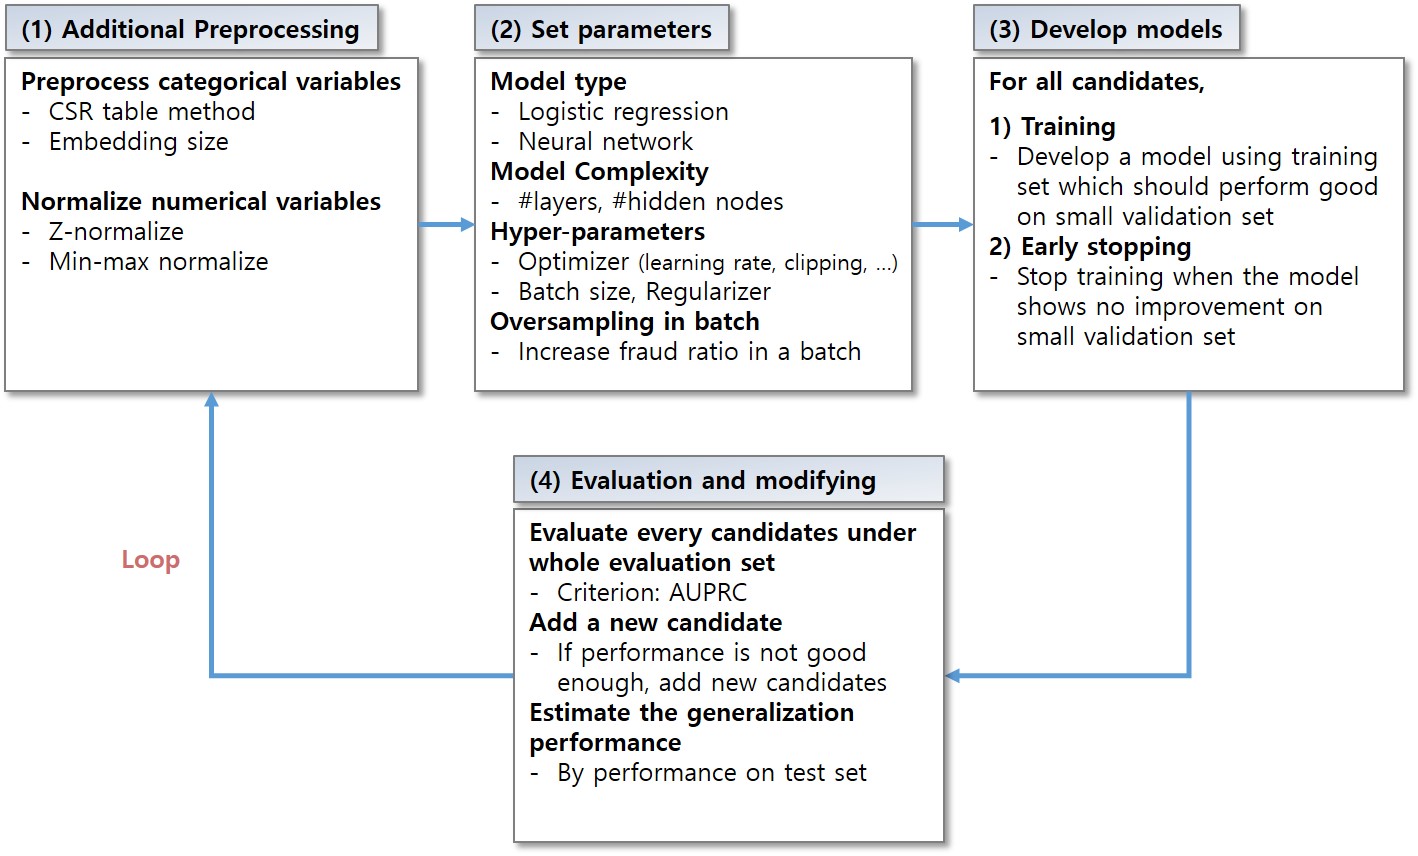 (1) Additional Preprocessing
Preprocess categorical variables
- CSR table method
- Embedding size
Normalize numerical variables
- Z-normalize
- Min-max normalize
(2) Set parameters
Model type
- Logistic regression
- Neural network
Model Complexity
- #layers, #hidden nodes
Hyper-parameters
- Optimizer (learning rate, clipping, ...)
- Batch size, Regularizer
Oversampling in batch
- Increase fraud ratio in a batch
(3) Develop models
For all candidates,
1) Training
- Develop a model using training
set which should perform good
on small validation set
2) Early stopping
- Stop training when the model
shows no improvement on
small validation set
(4) Evaluation and modifying
Evaluate every candidates under
whole evaluation set
- Criterion: AUPRC
Add a new candidate
- If performance is not good
enough, add new candidates
Estimate the generalization
performance
- By performance on test set
Loop